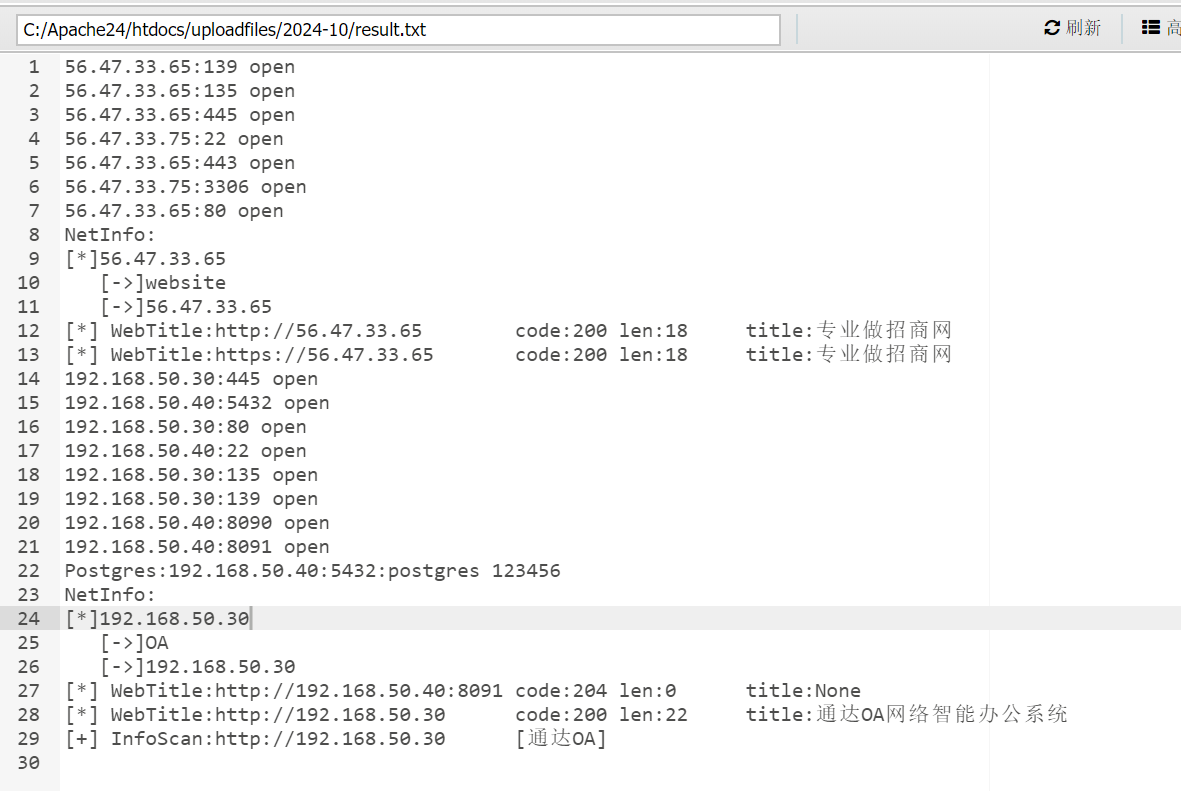 C:/Apache24/htdocs/uploadfiles/2024-10/result.txt 刷新 高
1 56.47.33.65:139 open
2 56.47.33.65:135 open
3 56.47.33.65:445 open
4 56.47.33.75:22 open
5 56.47.33.65:443 open
6 56.47.33.75:3306 open
7 56.47.33.65:80 open
8 NetInfo:
9 [*]56.47.33.65
10 [->]website
11 [->]56.47.33.65
12 [*] WebTitle:http://56.47.33.65 code:200 len:18 title:专业做招商网
13 [*] WebTitle:https://56.47.33.65 code:200 len:18 title:专业做招商网
14 192.168.50.30:445 open
15 192.168.50.40:5432 open
16 192.168.50.30:80 open
17 192.168.50.40:22 open
18 192.168.50.30:135 open
19 192.168.50.30:139 open
20 192.168.50.40:8090 open
21 192.168.50.40:8091 open
22 Postgres:192.168.50.40:5432:postgres 123456
23 NetInfo:
24 [*]192.168.50.30
25 [->]OA
26 [->]192.168.50.30
27 [*] WebTitle:http://192.168.50.40:8091 code:204 len:0 title:None
28 [*] WebTitle:http://192.168.50.30 code:200 len:22 title:通达OA网络智能办公系统
29 [+] InfoScan:http://192.168.50.30 [通达OA]
30